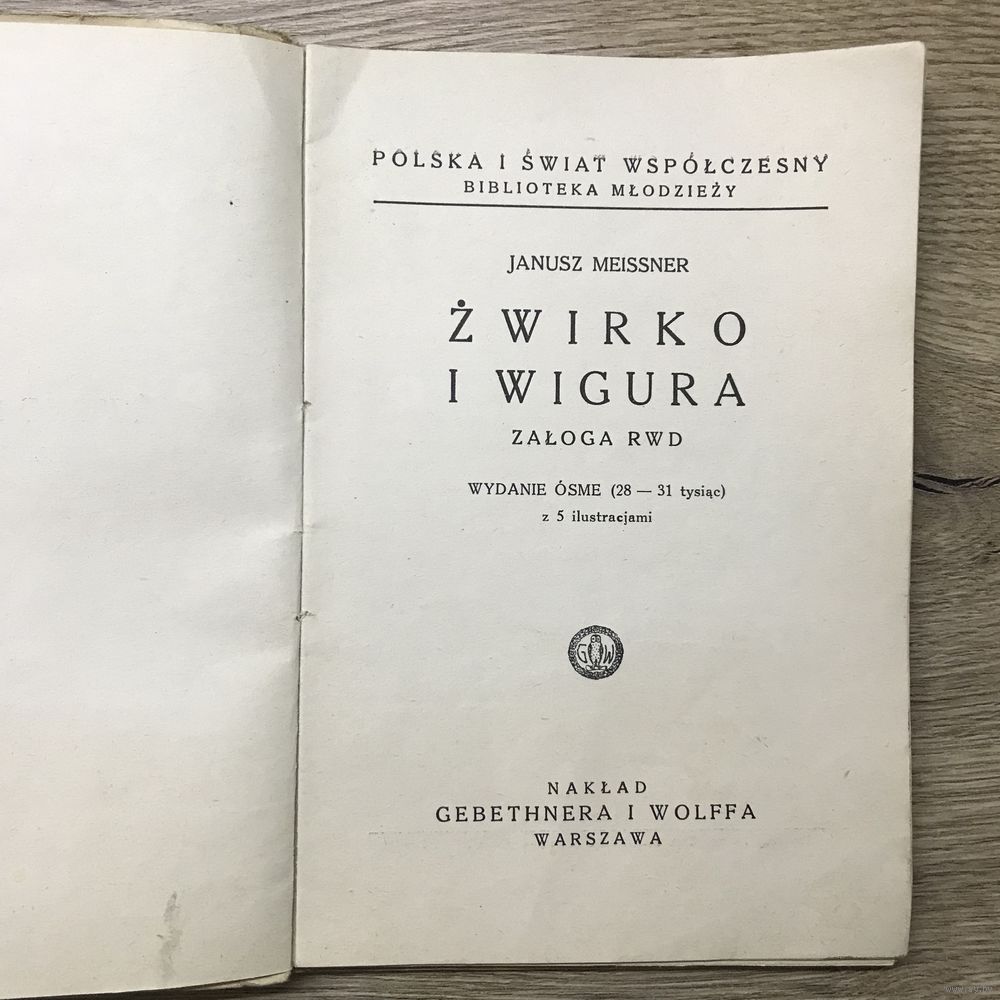 POLSKA I ŚWIAT WSPÓŁCZESNY
BIBLIOTEKA MŁODZIEŻY
JANUSZ MEISSNER
ŻWIRKO
I WIGURA
ZAŁOGA RWD
WYDANIE ÓSME (28 — 31 tysiąc)
z 5 ilustracjami
G W
NAKŁAD
GEBETHNERA I WOLFFA
WARSZAWA